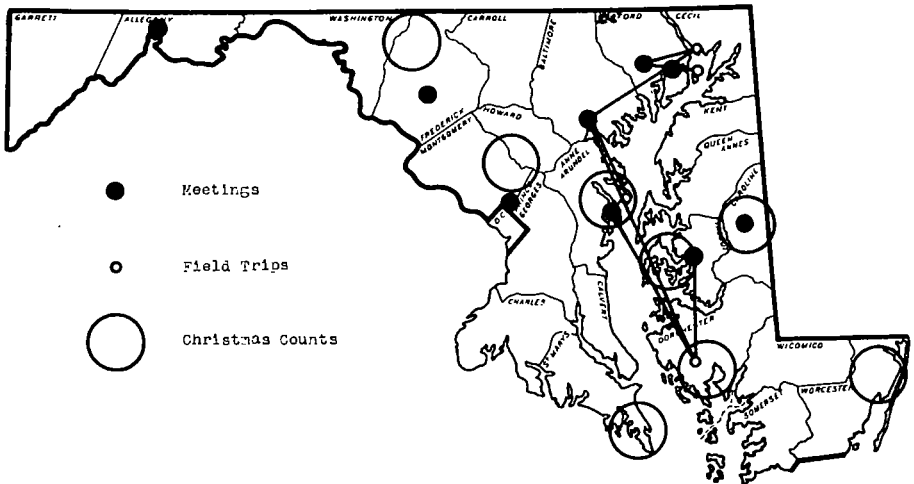 GARRETT
ALLEGANY
WASHINGTON
CARROLL
BALTIMORE
CECIL
KENT
FREDERICK
MONTGOMERY
HOWARD
QUEEN ANNES
ANNE ARUNDEL
CAROLINE
D.C.
GEORGES
Meetings
Field Trips
Christmas Counts
CHARLES
CALVERT
ST MARYS
DORCHESTER
WICOMICO
WORCESTER
SOMERSET